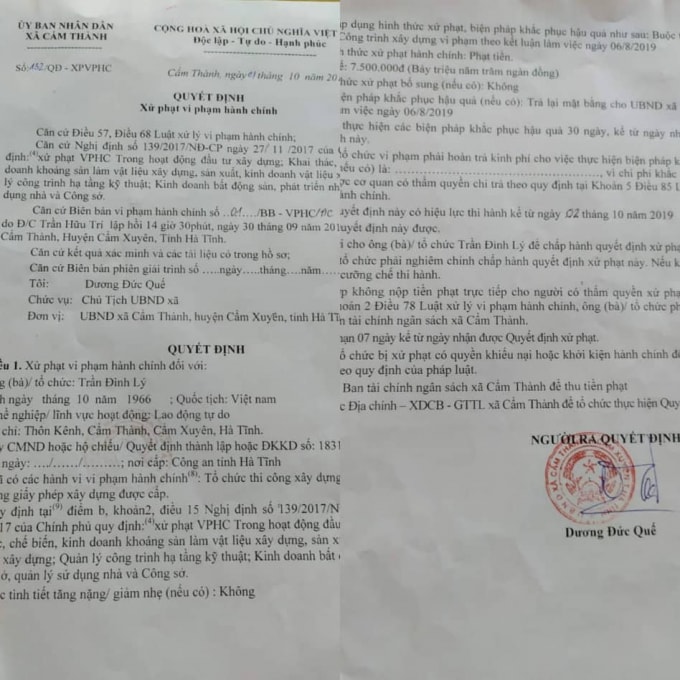 ỦY BAN NHÂN DÂN
XÃ CẨM THÀNH
CỘNG HOÀ XÃ HỘI CHỦ NGHĨA VIỆT
Độc lập - Tự do - Hạnh phúc
Số: 182/QĐ - XPVPHC
Cẩm Thành, ngày 01 tháng 10 năm 20
QUYẾT ĐỊNH
Xử phạt vi phạm hành chính
Căn cứ Điều 57, Điều 68 Luật xử lý vi phạm hành chính;
Căn cứ Nghị định số 139/2017/NĐ-CP ngày 27/ 11 /2017 của
định:(4)xử phạt VPHC Trong hoạt động đầu tư xây dựng; Khai thác,
doanh khoáng sản làm vật liệu xây dựng, sản xuất, kinh doanh vật liệu
lý công trình hạ tầng kỹ thuật; Kinh doanh bất động sản, phát triển nh
dụng nhà và Công sở.
Căn cứ Biên bản vi phạm hành chính số ..01.../BB - VPHC/
do Đ/C Trần Hữu Trí lập hồi 14 giờ 30phút, ngày 30 tháng 09 năm 201
Cẩm Thành, Huyện Cẩm Xuyên, Tỉnh Hà Tĩnh.
Căn cứ kết quả xác minh và các tài liệu có trong hồ sơ;
Căn cứ Biên bản phiên giải trình số .....ngày.....tháng....năm
Tôi: Dương Đức Quế
Chức vụ: Chủ Tịch UBND xã
Đơn vị: UBND xã Cẩm Thành, huyện Cẩm Xuyên, tỉnh Hà Tĩ
QUYẾT ĐỊNH
ều 1. Xử phạt vi phạm hành chính đối với:
g (bà)/ tổ chức: Trần Đình Lý
h ngày tháng 10 năm 1966 ; Quốc tịch: Việt nam
hề nghiệp/ lĩnh vực hoạt động: Lao động tự do
chỉ: Thôn Kênh, Cẩm Thành, Cẩm Xuyên, Hà Tĩnh.
y CMND hoặc hộ chiếu/ Quyết định thành lập hoặc ĐKKD số: 1831
ngày: ..../....../..........; nơi cấp: Công an tỉnh Hà Tĩnh
ã có các hành vi vi phạm hành chính(8): Tổ chức thi công xây dựng
ng giấy phép xây dựng được cấp.
y định tại(9) điểm b, khoản2, điều 15 Nghị định số 139/2017/N
17 của Chính phủ quy định:(4)xử phạt VPHC Trong hoạt động đầu
c, chế biến, kinh doanh khoáng sản làm vật liệu xây dựng, sản x
xây dựng; Quản lý công trình hạ tầng kỹ thuật; Kinh doanh bất
ở, quản lý sử dụng nhà và Công sở.
c tình tiết tăng nặng/ giảm nhẹ (nếu có) : Không
áp dụng hình thức xử phạt, biện pháp khắc phục hậu quả như sau: Buộc
Công trình xây dựng vi phạm theo kết luận làm việc ngày 06/8/2019
h thức xử phạt hành chính: Phạt tiền.
: 7.500.000đ (Bảy triệu năm trăm ngàn đồng)
hức xử phạt bổ sung (nếu có): Không
iện pháp khắc phục hậu quả (nếu có): Trả lại mặt bằng cho UBND xã
àm việc ngày 06/8/2019
thực hiện các biện pháp khắc phục hậu quả 30 ngày, kể từ ngày nh
h này.
tổ chức vi phạm phải hoàn trả kinh phí cho việc thực hiện biện pháp k
nếu có) là: ......................................, vì chi phí khắc
ợc cơ quan có thẩm quyền chi trả theo quy định tại Khoản 5 Điều 85 L
hành chính.
uyết định này có hiệu lực thi hành kể từ ngày 02 tháng 10 năm 2019
uyết định này được.
i cho ông (bà)/ tổ chức Trần Đình Lý để chấp hành quyết định xử phạ
tổ chức phải nghiêm chỉnh chấp hành quyết định xử phạt này. Nếu k
cưỡng chế thi hành.
p không nộp tiền phạt trực tiếp cho người có thẩm quyền xử phạ
oản 2 Điều 78 Luật xử lý vi phạm hành chính, ông (bà)/ tổ chức ph
n tài chính ngân sách xã Cẩm Thành.
hạn 07 ngày kể từ ngày nhận được Quyết định xử phạt.
ổ chức bị xử phạt có quyền khiếu nại hoặc khởi kiện hành chính đ
eo quy định của pháp luật.
Ban tài chính ngân sách xã Cẩm Thành để thu tiền phạt
c Địa chính – XDCB - GTTL xã Cẩm Thành để tổ chức thực hiện Quy
NGƯỜI RA QUYẾT ĐỊNH
Dương Đức Quế